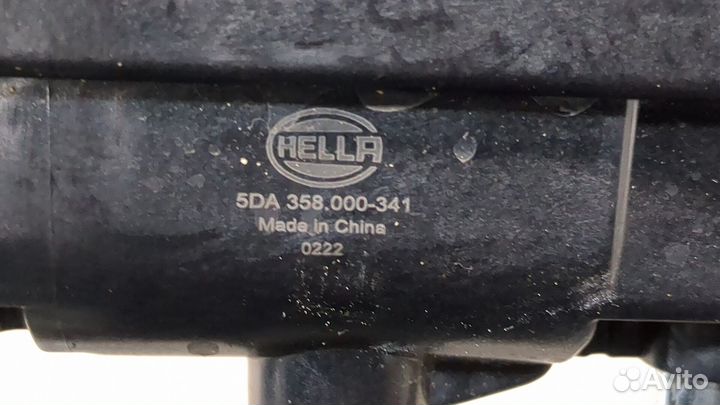 HELLA
5DA 358.000-341
Made in China
0222
Avito